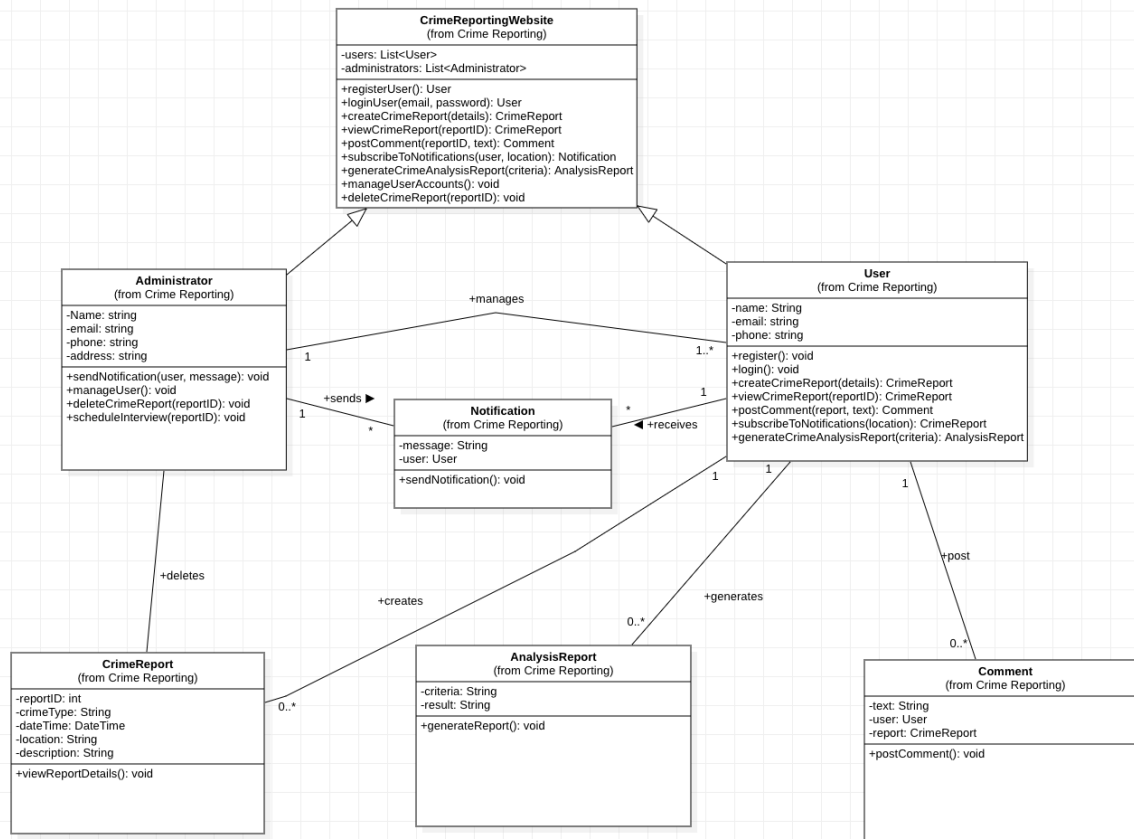 CrimeReportingWebsite
(from Crime Reporting)
-users: List<User>
-administrators: List<Administrator>
+registerUser(): User
+loginUser(email, password): User
+createCrimeReport(details): CrimeReport
+viewCrimeReport(reportID): CrimeReport
+postComment(reportID, text): Comment
+subscribeToNotifications(user, location): Notification
+generateCrimeAnalysisReport(criteria): AnalysisReport
+manageUserAccounts(): void
+deleteCrimeReport(reportID): void
Administrator
(from Crime Reporting)
-Name: string
-email: string
-phone: string
-address: string
+sendNotification(user, message): void
+manageUser(): void
+deleteCrimeReport(reportID): void
+scheduleInterview(reportID): void
+manages
1
1..*
User
(from Crime Reporting)
-name: String
-email: string
-phone: string
+register(): void
+login(): void
+createCrimeReport(details): CrimeReport
+viewCrimeReport(reportID): CrimeReport
+postComment(report, text): Comment
+subscribeToNotifications(location): CrimeReport
+generateCrimeAnalysisReport(criteria): AnalysisReport
+sends
1
*
Notification
(from Crime Reporting)
-message: String
-user: User
+sendNotification(): void
1
*
+receives
1
1
1
+deletes
+creates
+generates
+post
0..*
0..*
0..*
CrimeReport
(from Crime Reporting)
-reportID: int
-crimeType: String
-dateTime: DateTime
-location: String
-description: String
+viewReportDetails(): void
AnalysisReport
(from Crime Reporting)
-criteria: String
-result: String
+generateReport(): void
Comment
(from Crime Reporting)
-text: String
-user: User
-report: CrimeReport
+postComment(): void